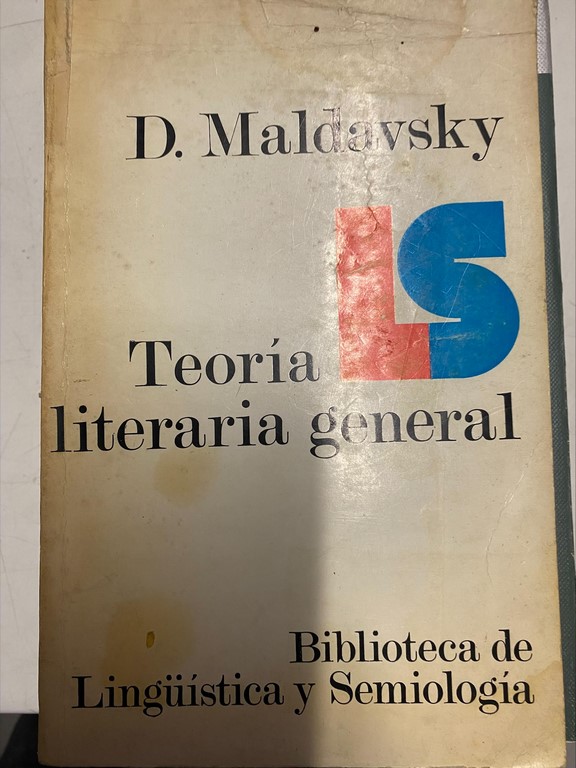 D. Maldavsky
LS
Teoría
literaria general
Biblioteca de
Lingüística y Semiología